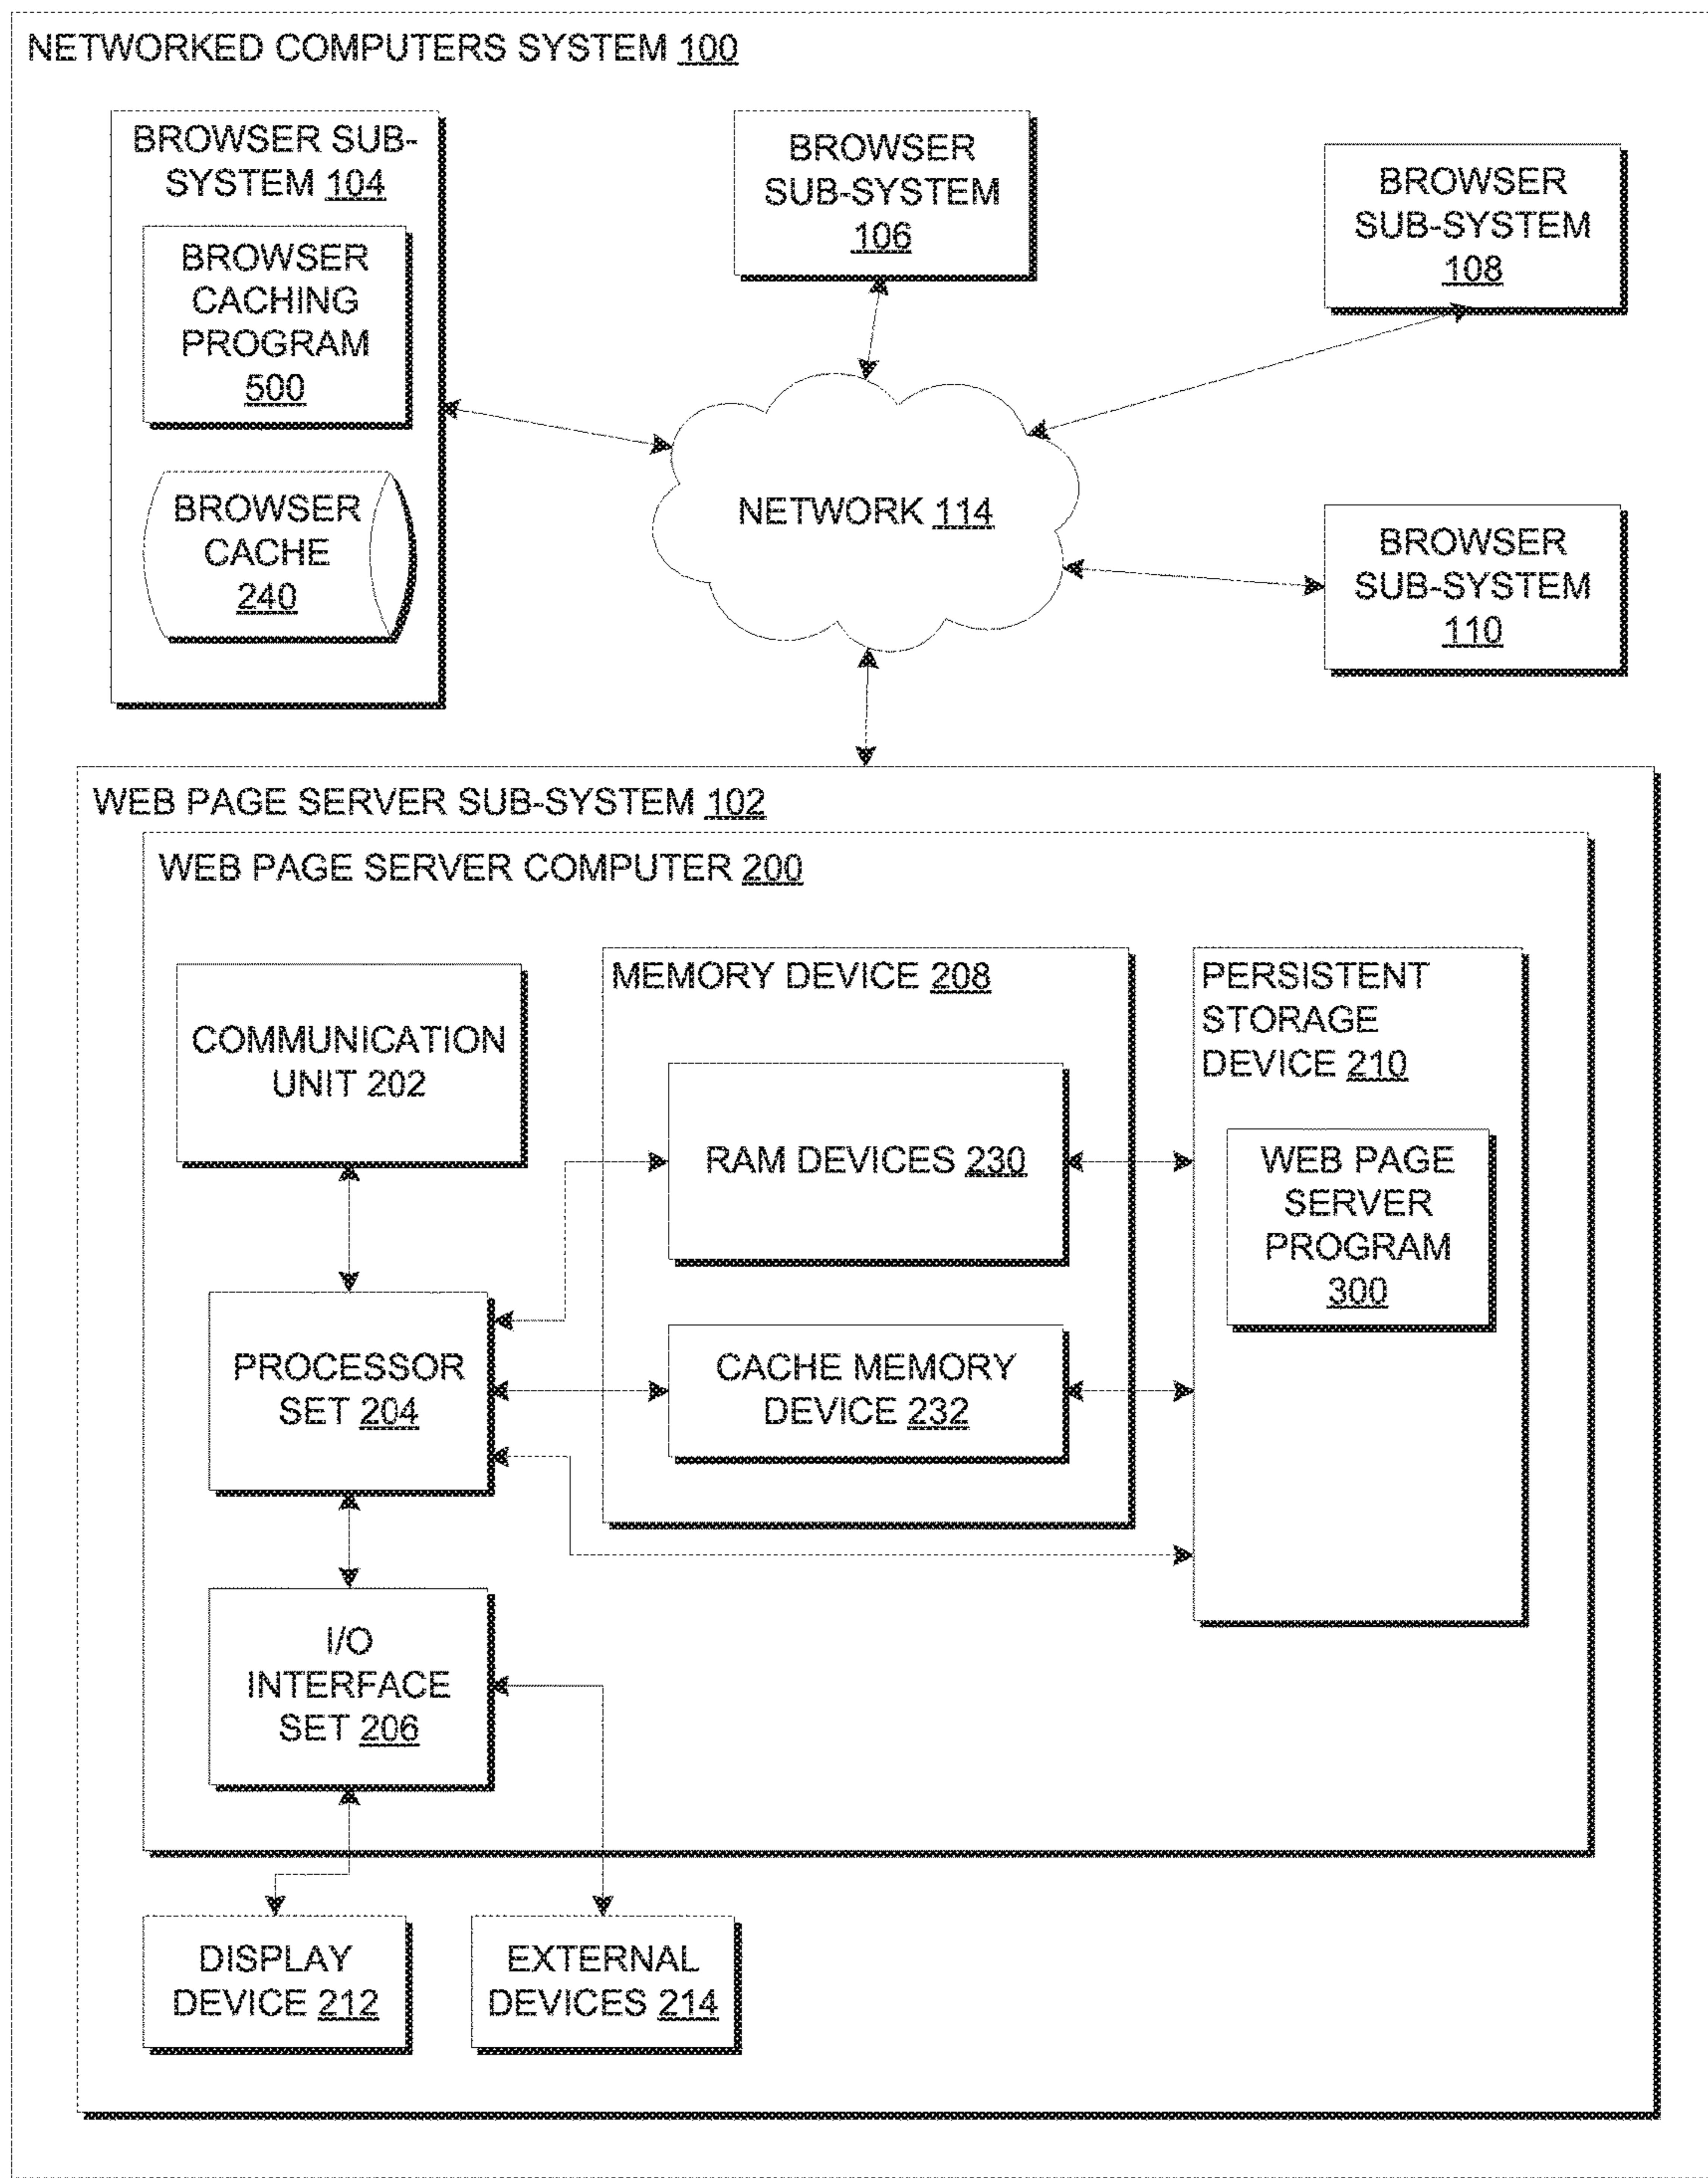 NETWORKED COMPUTERS SYSTEM 100
BROWSER SUB-
SYSTEM 104
BROWSER
CACHING
PROGRAM
500
BROWSER
CACHE
240
BROWSER
SUB-SYSTEM
106
BROWSER
SUB-SYSTEM
108
NETWORK 114
BROWSER
SUB-SYSTEM
110
WEB PAGE SERVER SUB-SYSTEM 102
WEB PAGE SERVER COMPUTER 200
COMMUNICATION
UNIT 202
MEMORY DEVICE 208
RAM DEVICES 230
PERSISTENT
STORAGE
DEVICE 210
WEB PAGE
SERVER
PROGRAM
300
PROCESSOR
SET 204
CACHE MEMORY
DEVICE 232
I/O
INTERFACE
SET 206
DISPLAY
DEVICE 212
EXTERNAL
DEVICES 214